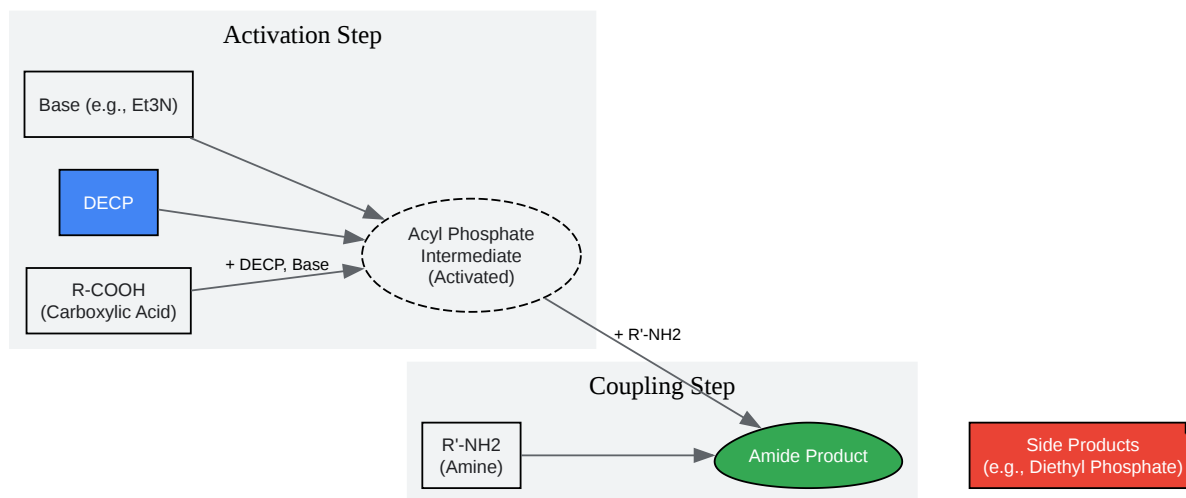 Activation Step
Base (e.g., Et3N)
DECP
R-COOH
(Carboxylic Acid)
+ DECP, Base
Acyl Phosphate
Intermediate
(Activated)
+ R'-NH2
Coupling Step
R'-NH2
(Amine)
Amide Product
Side Products
(e.g., Diethyl Phosphate)